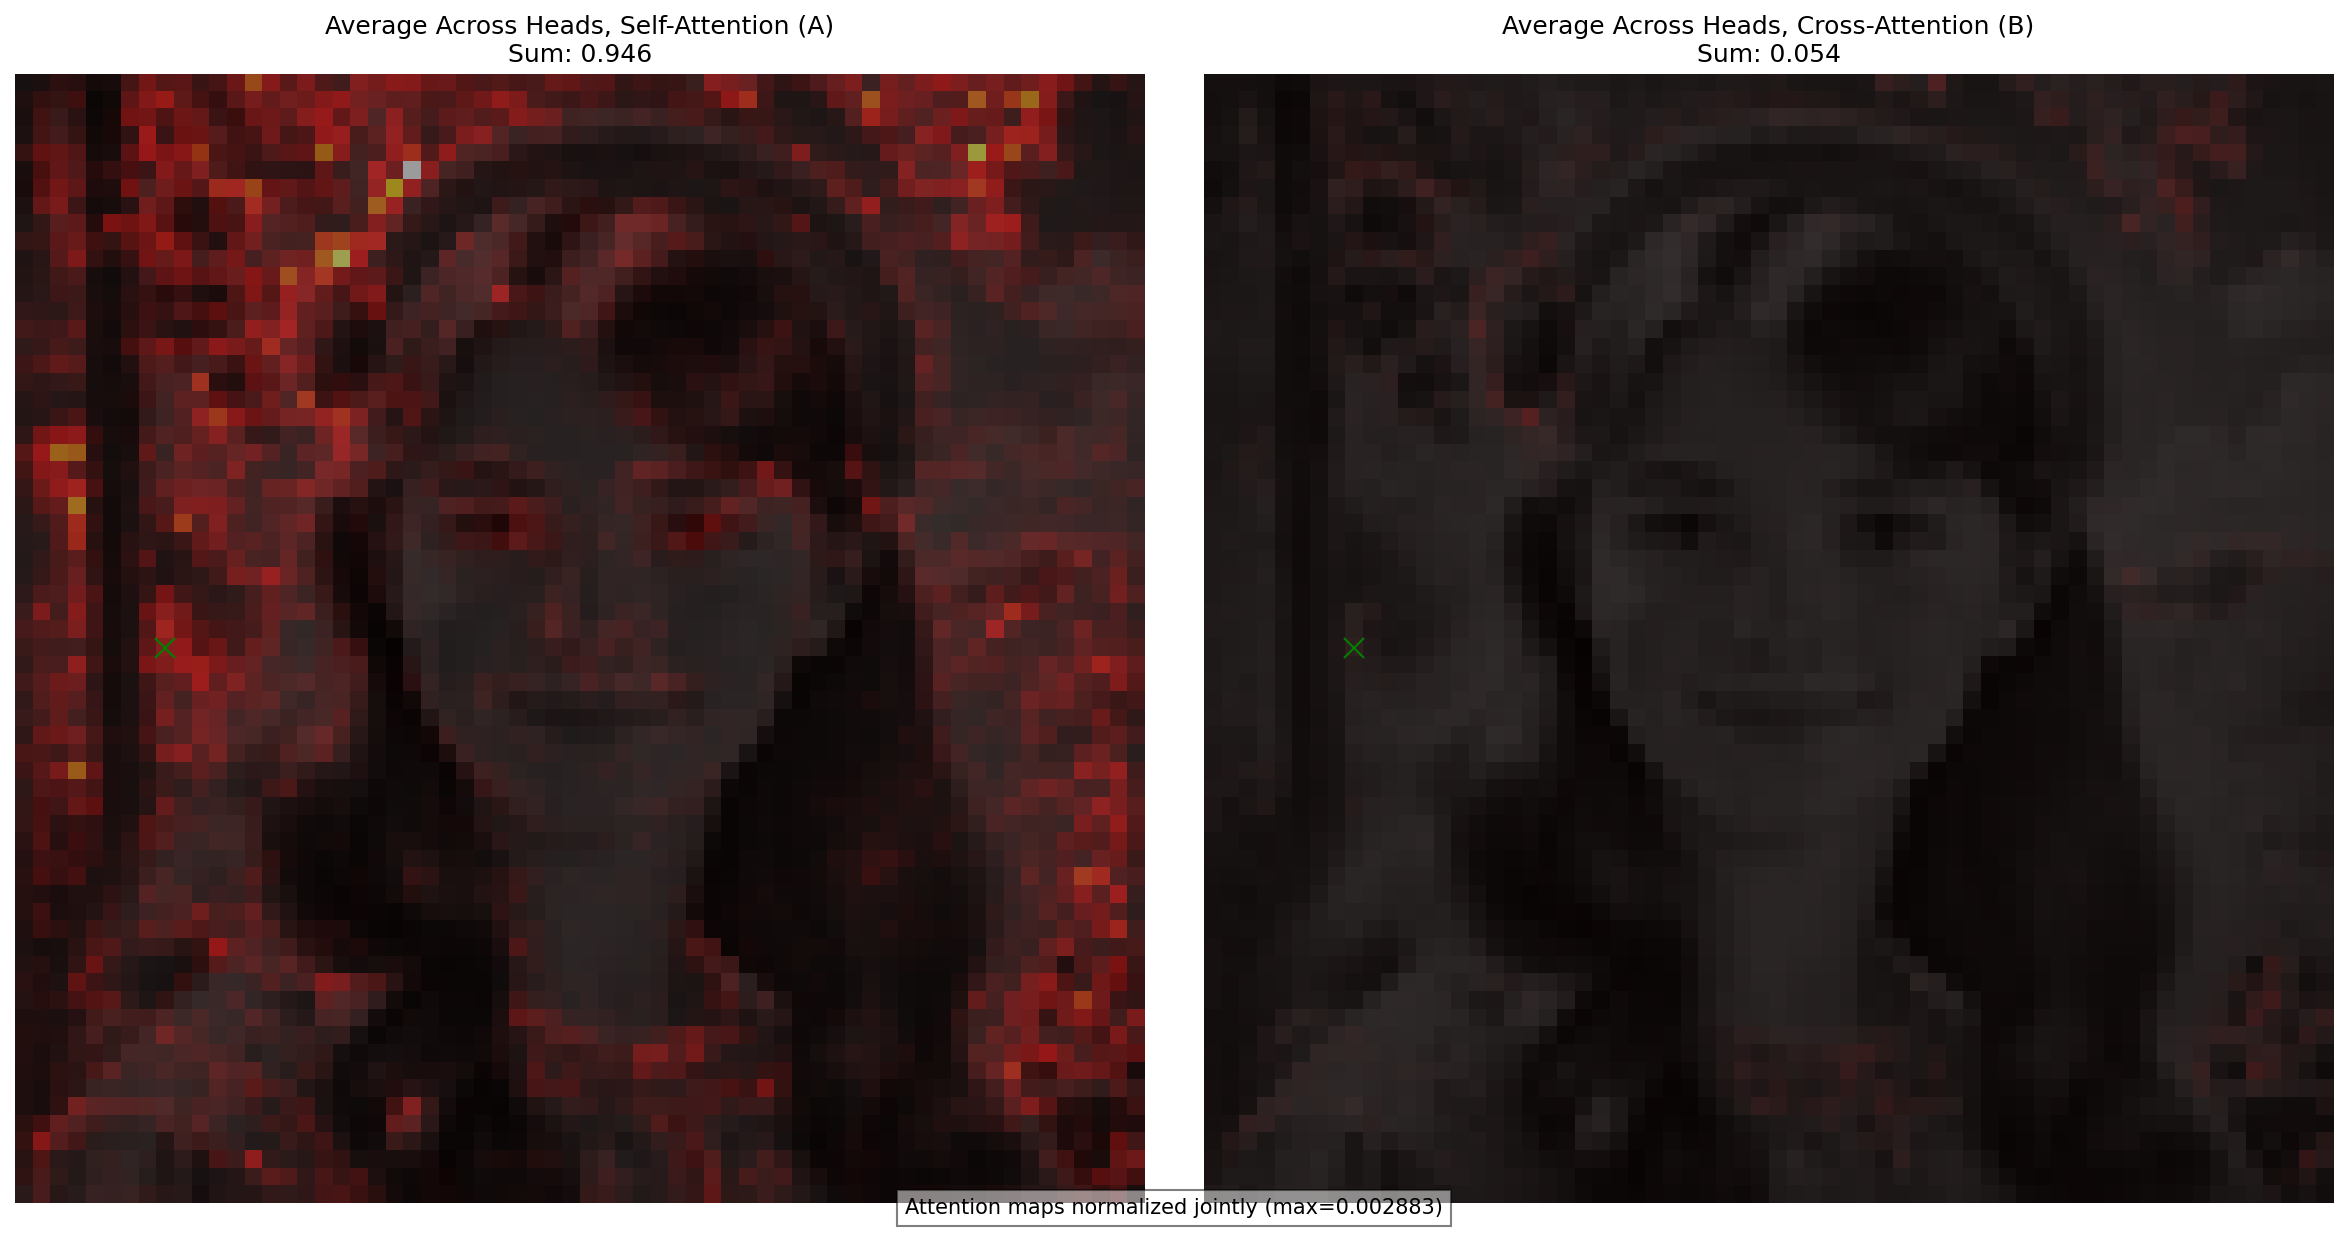 Average Across Heads, Self-Attention (A)
Sum: 0.946
Average Across Heads, Cross-Attention (B)
Sum: 0.054
Attention maps normalized jointly (max=0.002883)